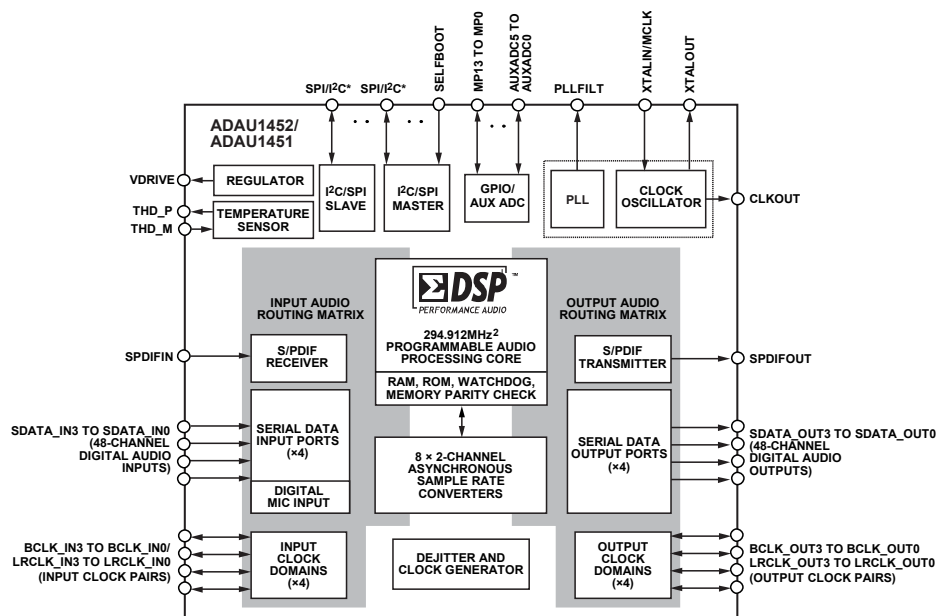 SPI/I²C*
SPI/I²C*
SELFBOOT
MP13 TO MP0
AUXADC5 TO
AUXADC0
PLLFILT
XTALIN/MCLK
XTALOUT
ADAU1452/
ADAU1451
VDRIVE
REGULATOR
THD_P
THD_M
TEMPERATURE
SENSOR
I²C/SPI
SLAVE
I²C/SPI
MASTER
GPIO/
AUX ADC
PLL
CLOCK
OSCILLATOR
CLKOUT
INPUT AUDIO
ROUTING MATRIX
ΣDSP™
PERFORMANCE AUDIO
294.912MHz²
PROGRAMMABLE AUDIO
PROCESSING CORE
RAM, ROM, WATCHDOG,
MEMORY PARITY CHECK
OUTPUT AUDIO
ROUTING MATRIX
SPDIFIN
S/PDIF
RECEIVER
S/PDIF
TRANSMITTER
SPDIFOUT
SDATA_IN3 TO SDATA_IN0
(48-CHANNEL
DIGITAL AUDIO
INPUTS)
SERIAL DATA
INPUT PORTS
(×4)
DIGITAL
MIC INPUT
8 × 2-CHANNEL
ASYNCHRONOUS
SAMPLE RATE
CONVERTERS
SERIAL DATA
OUTPUT PORTS
(×4)
SDATA_OUT3 TO SDATA_OUT0
(48-CHANNEL
DIGITAL AUDIO
OUTPUTS)
BCLK_IN3 TO BCLK_IN0/
LRCLK_IN3 TO LRCLK_IN0
(INPUT CLOCK PAIRS)
INPUT
CLOCK
DOMAINS
(×4)
DEJITTER AND
CLOCK GENERATOR
OUTPUT
CLOCK
DOMAINS
(×4)
BCLK_OUT3 TO BCLK_OUT0
LRCLK_OUT3 TO LRCLK_OUT0
(OUTPUT CLOCK PAIRS)